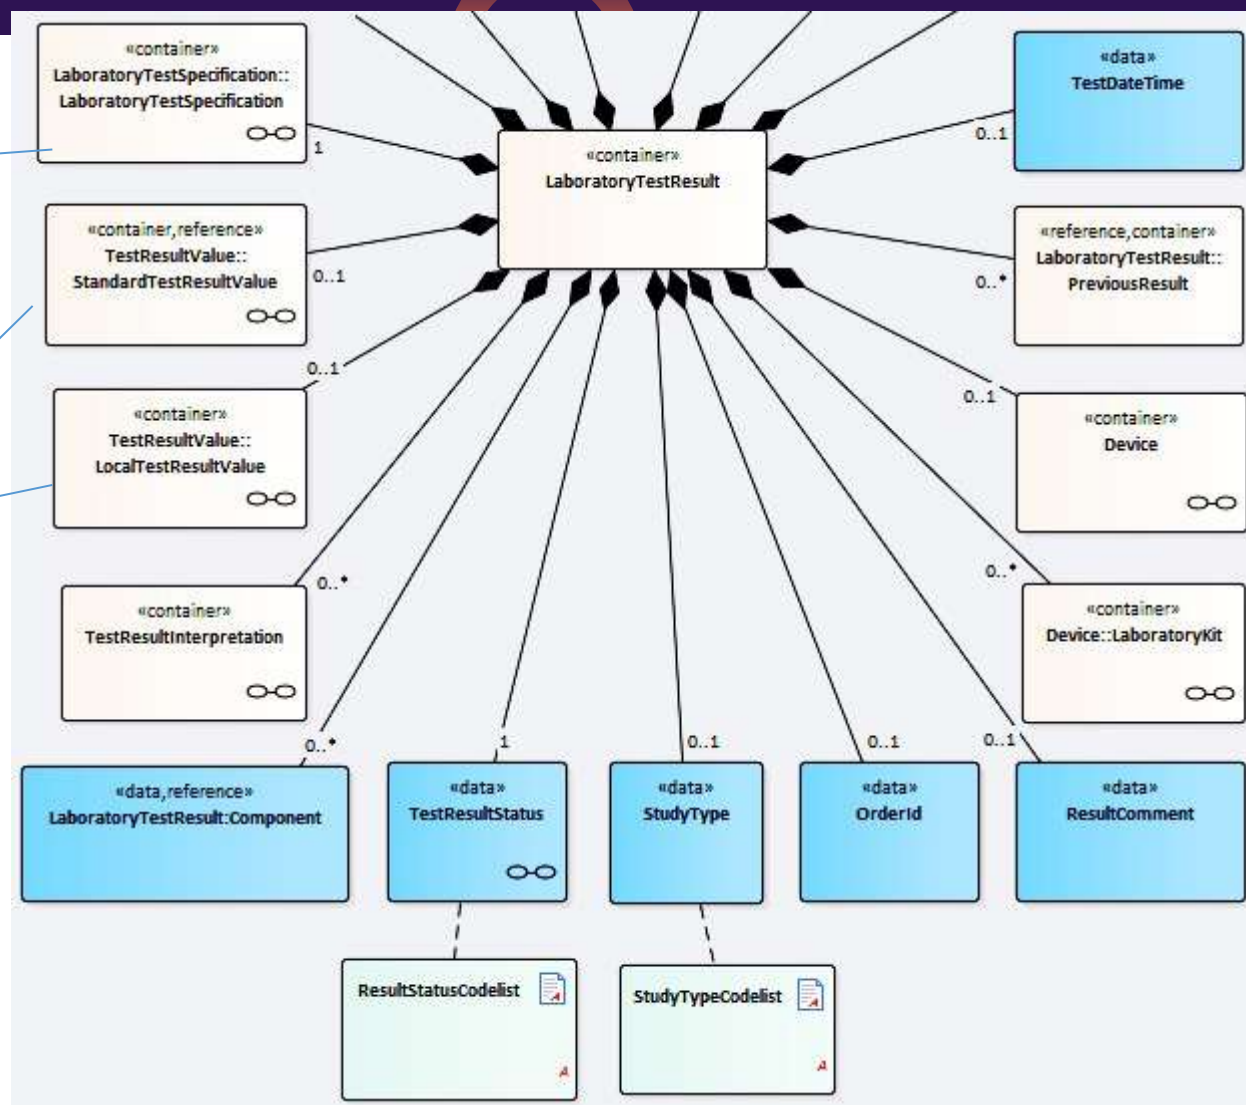 «container»
LaboratoryTestSpecification::
LaboratoryTestSpecification
1
«container»
LaboratoryTestResult
«data»
TestDateTime
0..1
«container,reference»
TestResultValue::
StandardTestResultValue
0..1
«reference,container»
LaboratoryTestResult::
PreviousResult
0..*
«container»
TestResultValue::
LocalTestResultValue
0..1
«container»
Device
0..1
«container»
TestResultInterpretation
0..*
«container»
Device::LaboratoryKit
0..*
«data,reference»
LaboratoryTestResult:Component
0..*
«data»
TestResultStatus
1
«data»
StudyType
0..1
«data»
OrderId
0..1
«data»
ResultComment
0..1
ResultStatusCodelist
A
A
StudyTypeCodelist
A
A